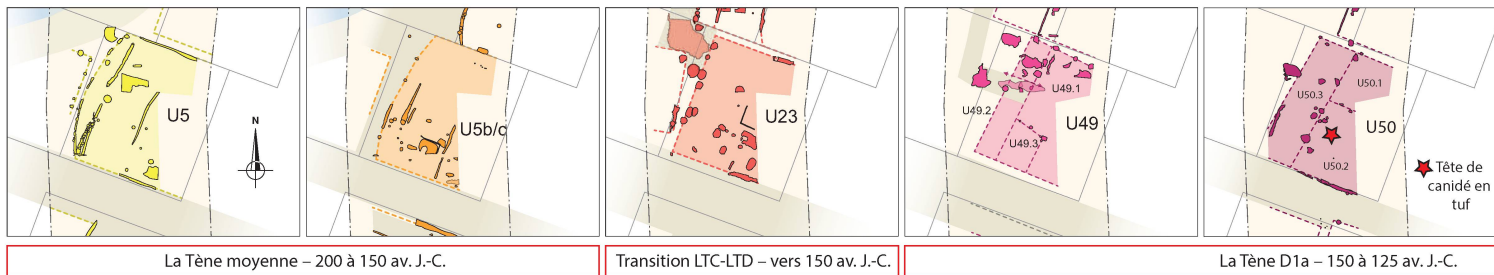 U5
N
U5b/c
U23
U49.1
U49.2
U49
U49.3
U50.1
U50.3
U50
U50.2
Tête de
canidé en
tuf
La Tène moyenne – 200 à 150 av. J.-C.
Transition LTC-LTD – vers 150 av. J.-C.
La Tène D1a – 150 à 125 av. J.-C.